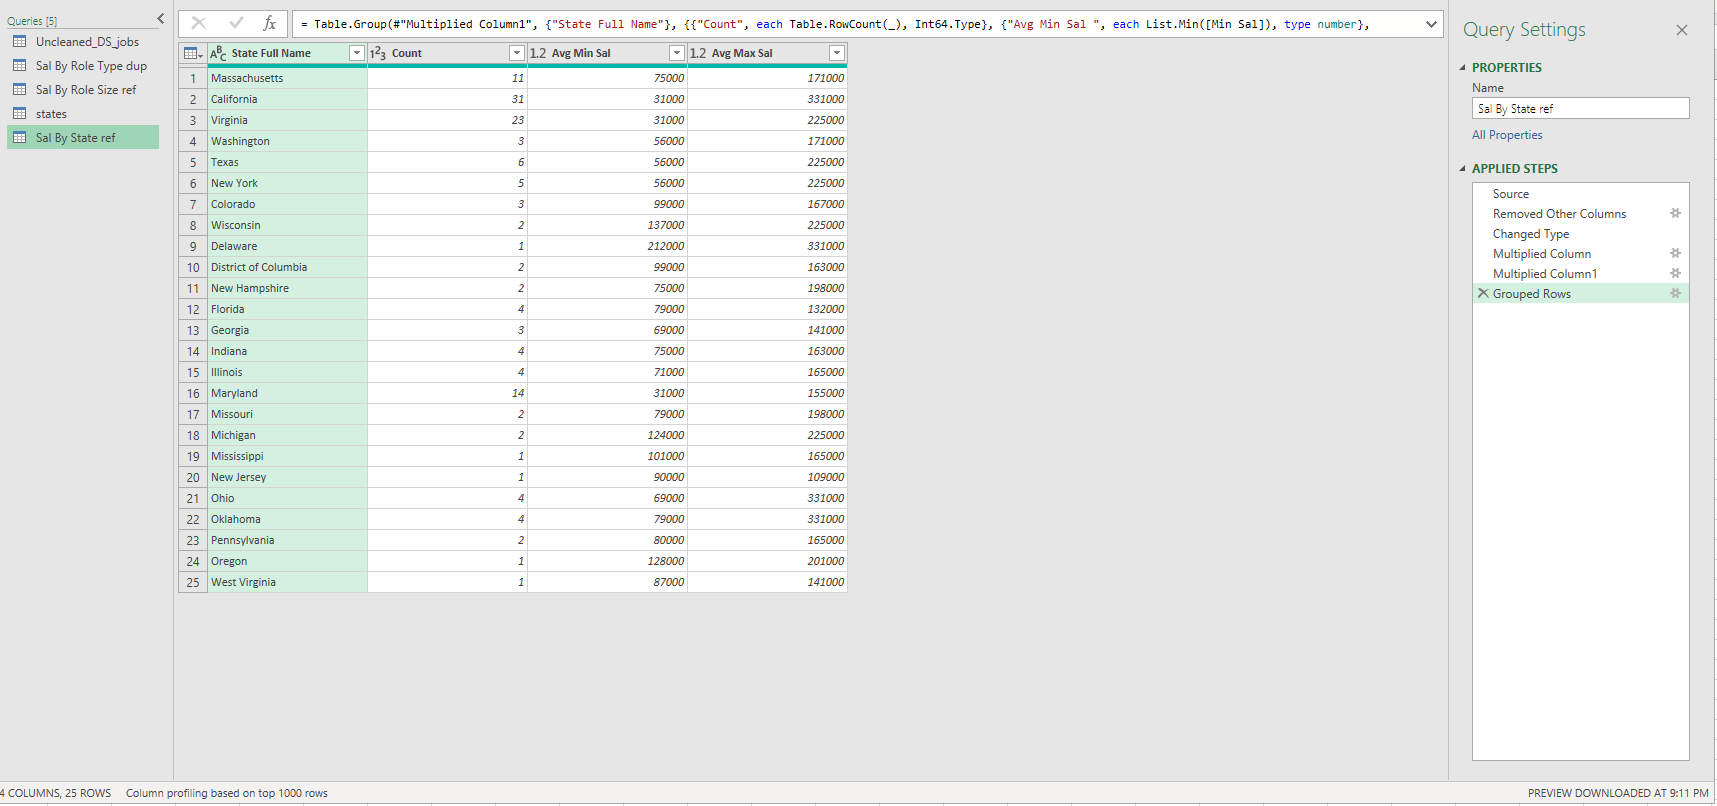 Queries [5]
Uncleaned_DS_jobs
Sal By Role Type dup
Sal By Role Size ref
states
Sal By State ref
fx
= Table.Group(#"Multiplied Column1", {"State Full Name"}, {{"Count", each Table.RowCount(_), Int64.Type}, {"Avg Min Sal ", each List.Min([Min Sal]), type number},
ABC State Full Name 123 Count 1.2 Avg Min Sal 1.2 Avg Max Sal
1 Massachusetts 11 75000 171000
2 California 31 31000 331000
3 Virginia 23 31000 225000
4 Washington 3 56000 171000
5 Texas 6 56000 225000
6 New York 5 56000 225000
7 Colorado 3 99000 167000
8 Wisconsin 2 137000 225000
9 Delaware 1 212000 331000
10 District of Columbia 2 99000 163000
11 New Hampshire 2 75000 198000
12 Florida 4 79000 132000
13 Georgia 3 69000 141000
14 Indiana 4 75000 163000
15 Illinois 4 71000 165000
16 Maryland 14 31000 155000
17 Missouri 2 79000 198000
18 Michigan 2 124000 225000
19 Mississippi 1 101000 165000
20 New Jersey 1 90000 109000
21 Ohio 4 69000 331000
22 Oklahoma 4 79000 331000
23 Pennsylvania 2 80000 165000
24 Oregon 1 128000 201000
25 West Virginia 1 87000 141000
Query Settings
PROPERTIES
Name
Sal By State ref
All Properties
APPLIED STEPS
Source
Removed Other Columns
Changed Type
Multiplied Column
Multiplied Column1
Grouped Rows
4 COLUMNS, 25 ROWS Column profiling based on top 1000 rows
PREVIEW DOWNLOADED AT 9:11 PM